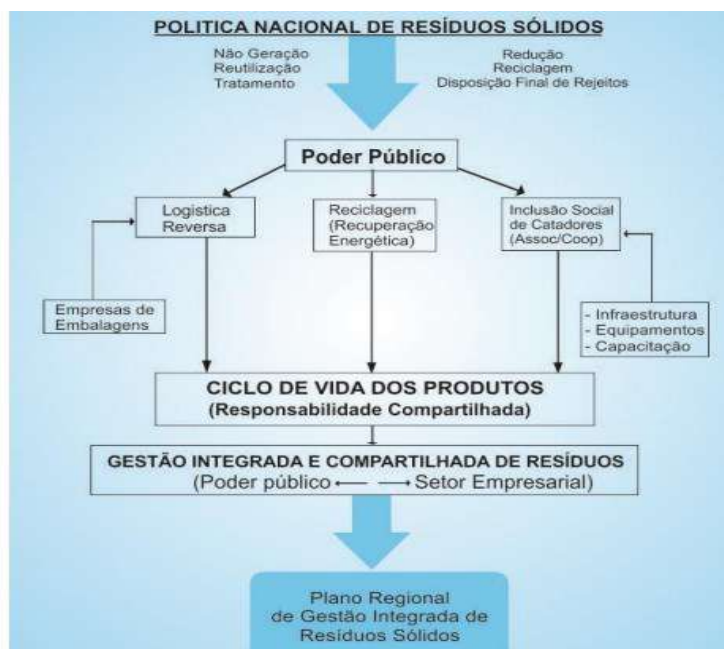 POLITICA NACIONAL DE RESÍDUOS SÓLIDOS
Não Geração
Reutilização
Tratamento
Redução
Reciclagem
Disposição Final de Rejeitos
Poder Público
Logistica
Reversa
Reciclagem
(Recuperação
Energética)
Inclusão Social
de Catadores
(Assoc/Coop)
Empresas de
Embalagens
- Infraestrutura
- Equipamentos
- Capacitação
CICLO DE VIDA DOS PRODUTOS
(Responsabilidade Compartilhada)
GESTÃO INTEGRADA E COMPARTILHADA DE RESÍDUOS
(Poder público ←— —→ Setor Empresarial)
Plano Regional
de Gestão Integrada de
Resíduos Sólidos